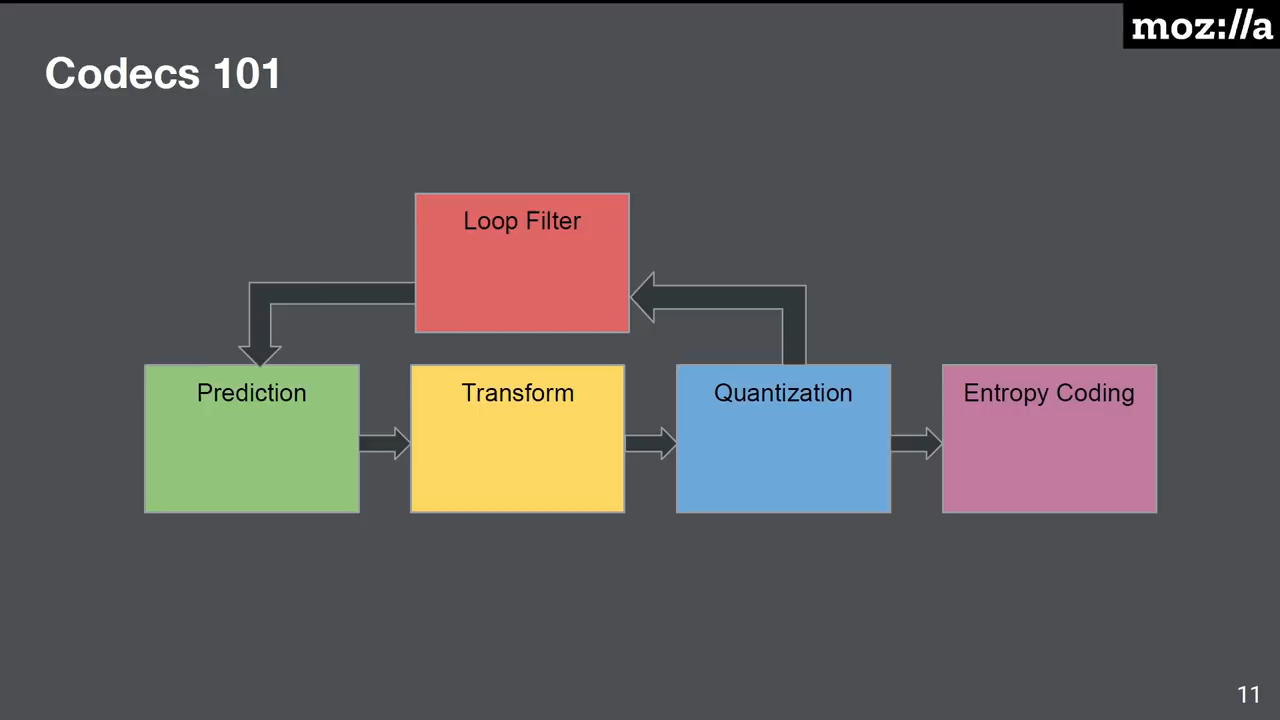 moz://a
Codecs 101
Loop Filter
Prediction
Transform
Quantization
Entropy Coding
11